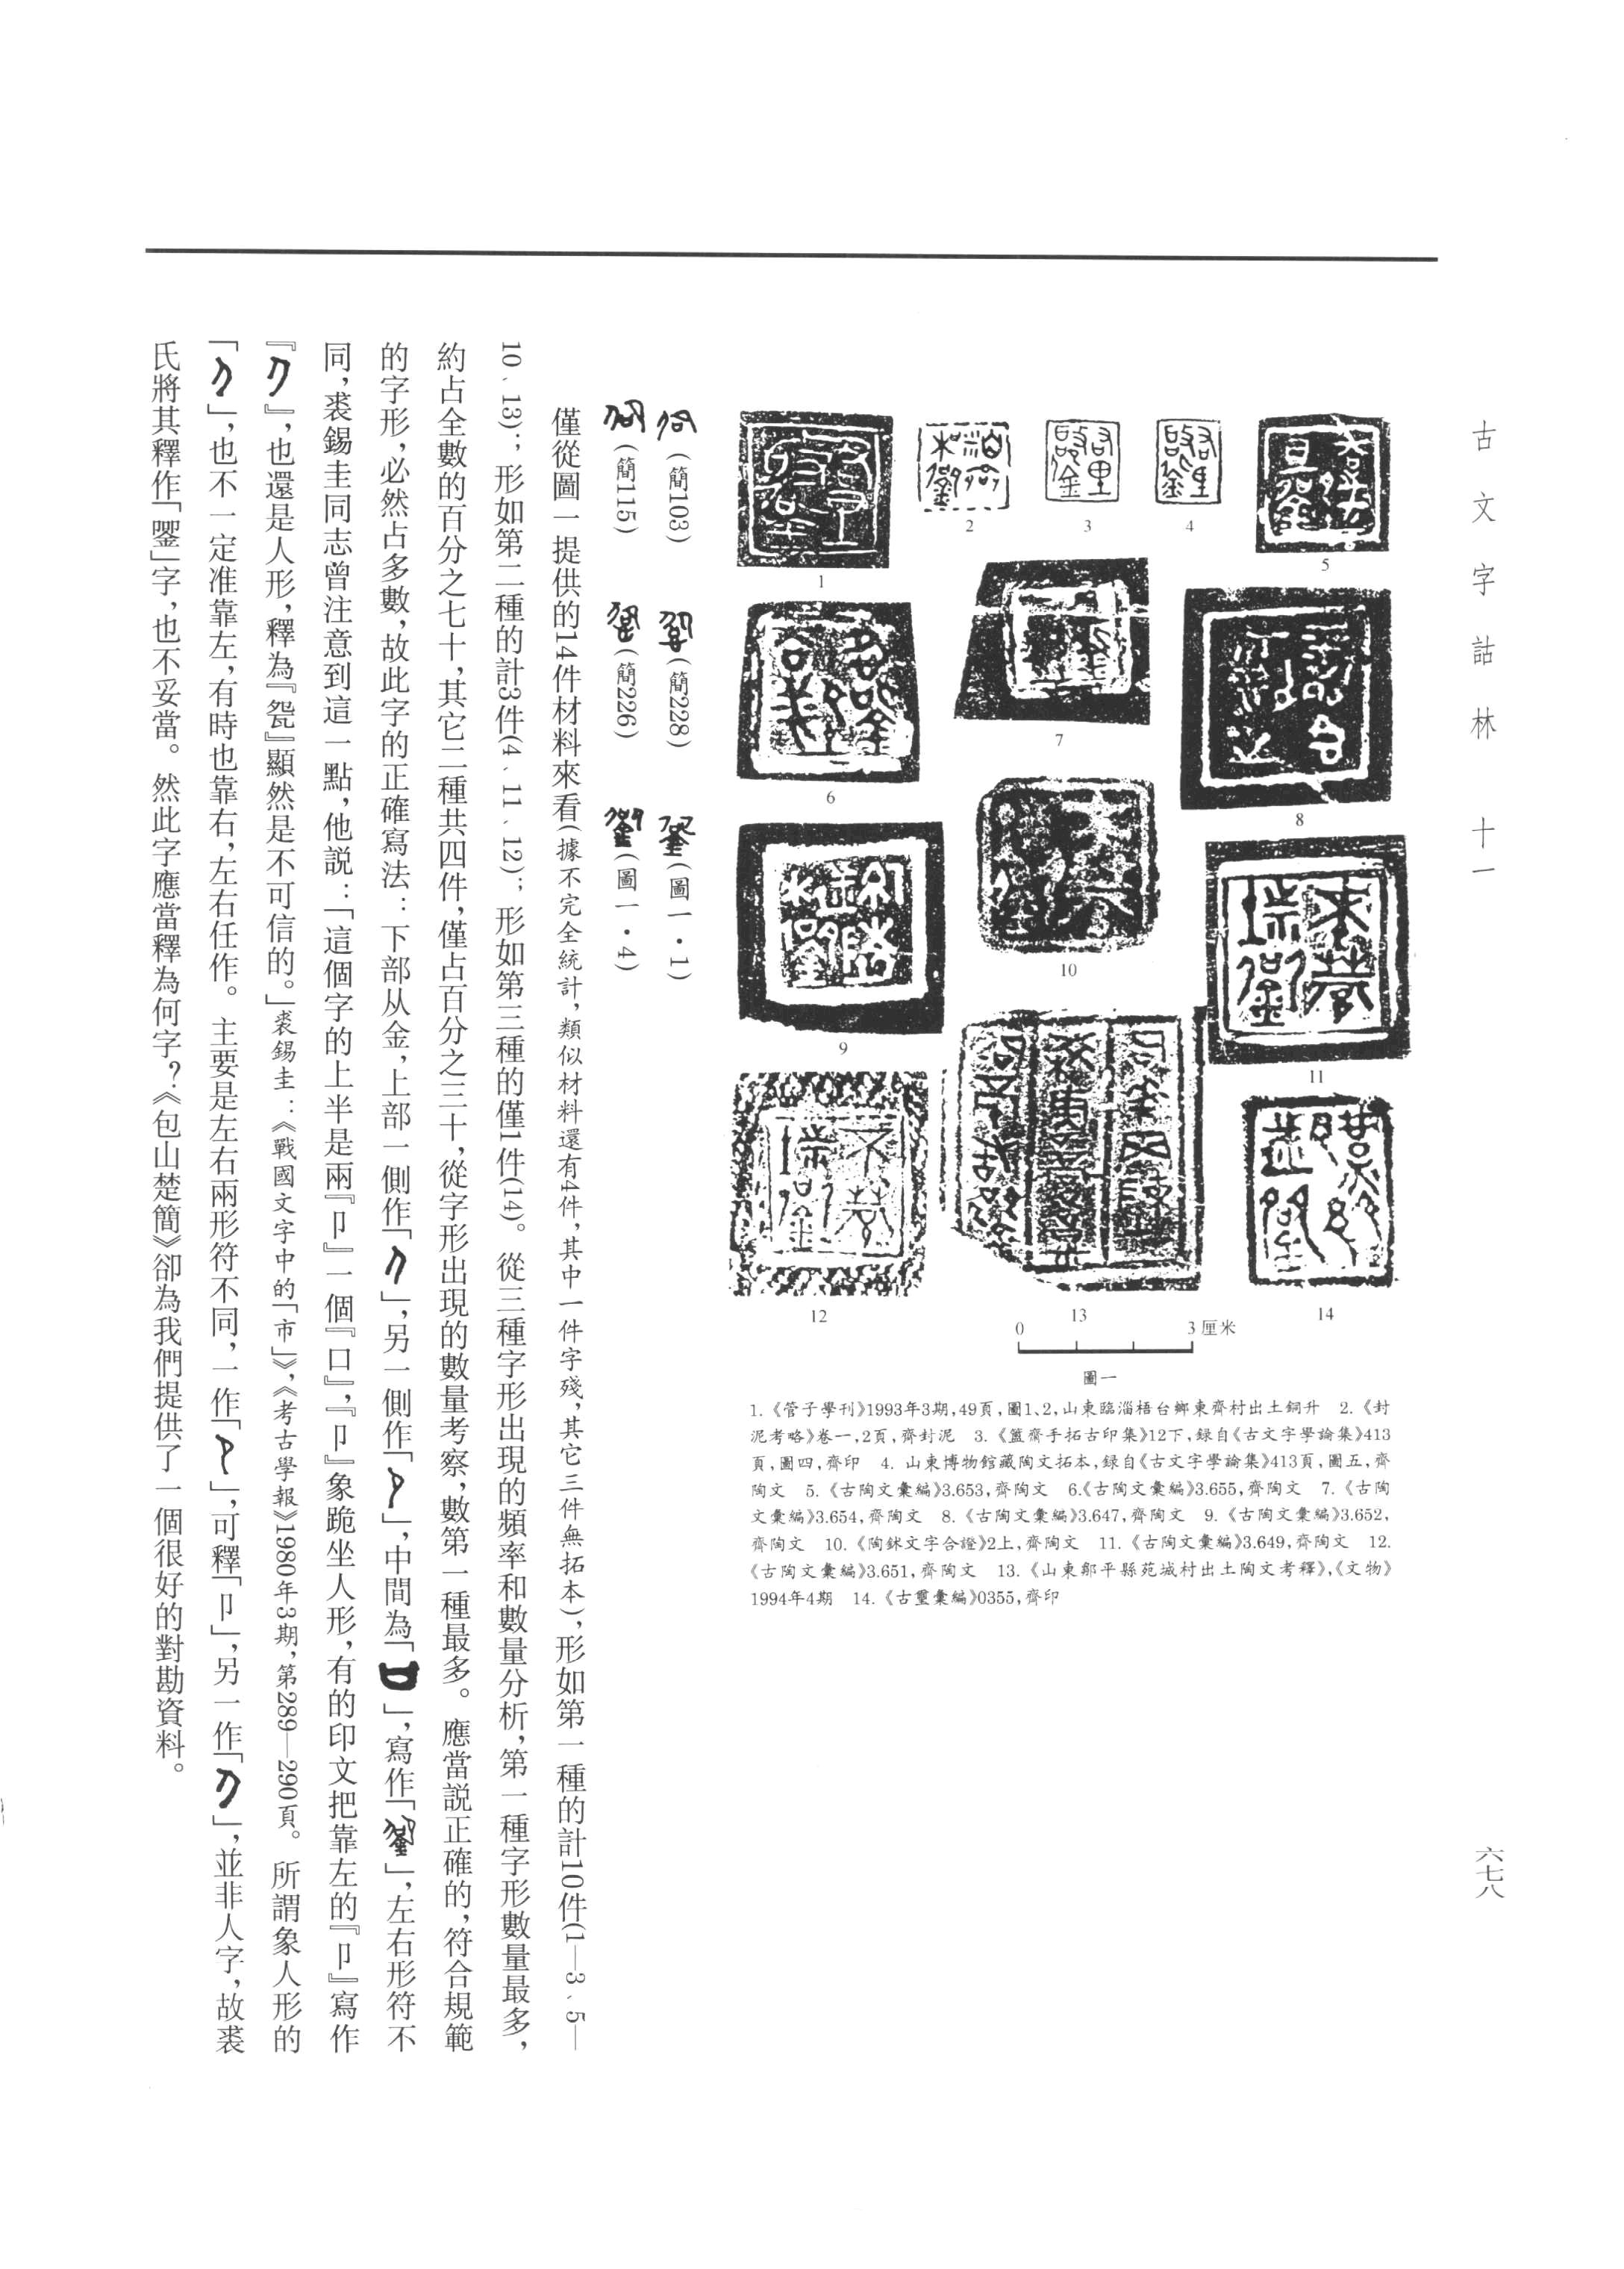 古文字詁林 十一
六七八
1 2 3 4 5
6 7 8
9 10 11
12 13 14
0 3 厘米
圖一
1.《管子學刊》1993年3期,49頁,圖1、2,山東臨淄梧台鄉東齊村出土銅升 2.《封
泥考略》卷一,2頁,齊封泥 3.《簠齋手拓古印集》12下,録自《古文字學論集》413
頁,圖四,齊印 4. 山東博物館藏陶文拓本,録自《古文字學論集》413頁,圖五,齊
陶文 5.《古陶文彙編》3.653,齊陶文 6.《古陶文彙編》3.655,齊陶文 7.《古陶
文彙編》3.654,齊陶文 8.《古陶文彙編》3.647,齊陶文 9.《古陶文彙編》3.652,
齊陶文 10.《陶鉨文字合證》2上,齊陶文 11.《古陶文彙編》3.649,齊陶文 12.
《古陶文彙編》3.651,齊陶文 13.《山東鄒平縣苑城村出土陶文考釋》,《文物》
1994年4期 14.《古璽彙編》0355,齊印
(簡103) (簡228) (圖一·1)
(簡115) (簡226) (圖一·4)
僅從圖一提供的14件材料來看(據不完全統計,類似材料還有4件,其中一件字殘,其它三件無拓本),形如第一種的計10件(1—3、5—
10、13);形如第二種的計3件(4、11、12);形如第三種的僅1件(14)。從三種字形出現的頻率和數量分析,第一種字形數量最多,
約占全數的百分之七十,其它二種共四件,僅占百分之三十,從字形出現的數量考察,數第一種最多。應當説正確的,符合規範
的字形,必然占多數,故此字的正確寫法:下部从金,上部一側作「」,另一側作「」,中間為「」,寫作「」,左右形符不
同,裘錫圭同志曾注意到這一點,他説:「這個字的上半是兩『卩』一個『口』,『卩』象跪坐人形,有的印文把靠左的『卩』寫作
『』,也還是人形,釋為『卺』顯然是不可信的。」裘錫圭:《戰國文字中的「市」》,《考古學報》1980年3期,第289—290頁。所謂象人形的
「」,也不一定准靠左,有時也靠右,左右任作。主要是左右兩形符不同,一作「」,可釋「卩」,另一作「」,並非人字,故裘
氏將其釋作「」字,也不妥當。然此字應當釋為何字?《包山楚簡》卻為我們提供了一個很好的對勘資料。